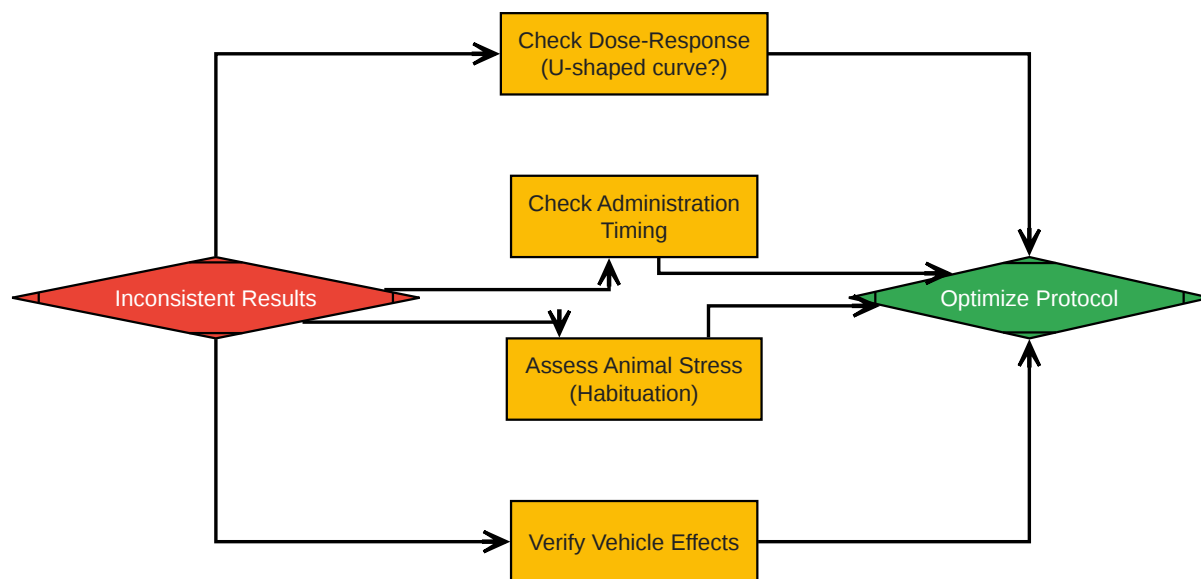 Check Dose-Response
(U-shaped curve?)
Check Administration
Timing
Inconsistent Results
Optimize Protocol
Assess Animal Stress
(Habituation)
Verify Vehicle Effects